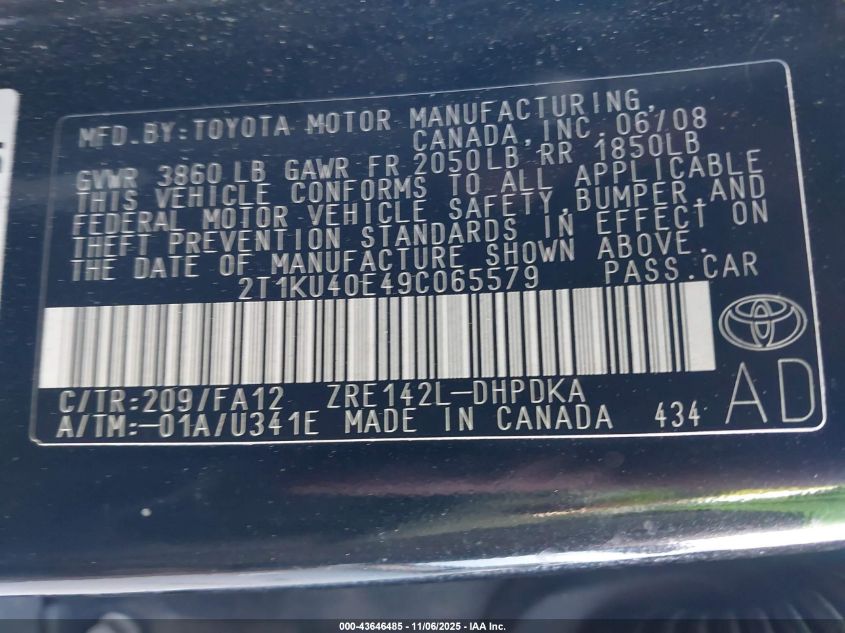 MFD.BY:TOYOTA MOTOR MANUFACTURING,
CANADA,INC. 06/08
GVWR 3860 LB GAWR FR 2050LB RR 1850LB
THIS VEHICLE CONFORMS TO ALL APPLICABLE
FEDERAL MOTOR VEHICLE SAFETY,BUMPER,AND
THEFT PREVENTION STANDARDS IN EFFECT ON
THE DATE OF MANUFACTURE SHOWN ABOVE.
2T1KU40E49C065579 PASS.CAR
C/TR:209/FA12 ZRE142L-DHPDKA
A/TM:-01A/U341E MADE IN CANADA 434
AD
000-43646485 - 11/06/2025 - IAA Inc.